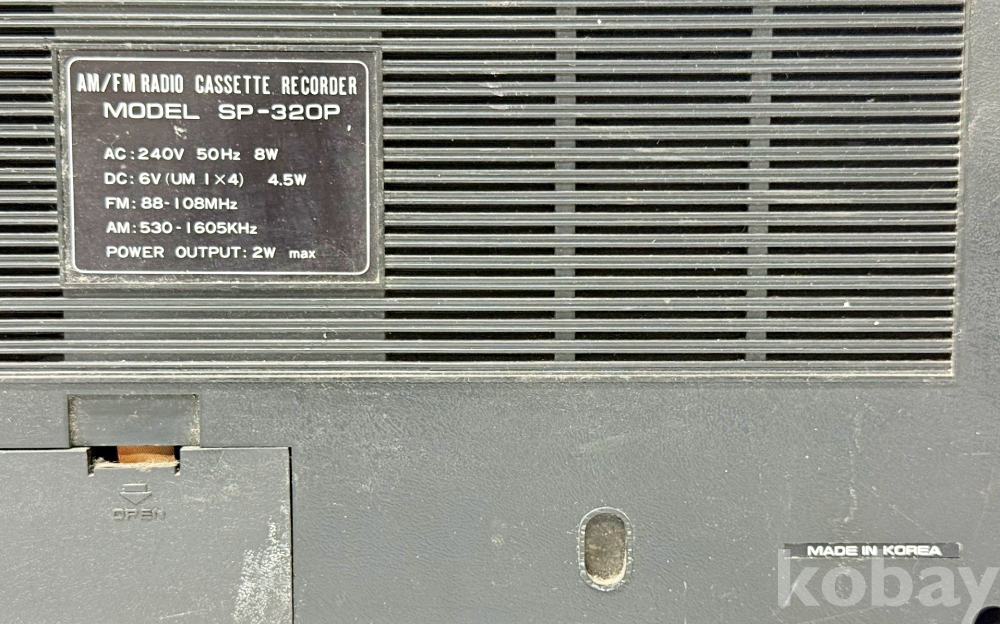 AM/FM RADIO CASSETTE RECORDER
MODEL SP-320P
AC:240V 50Hz 8W
DC:6V(UM 1×4) 4.5W
FM:88-108MHz
AM:530-1605KHz
POWER OUTPUT:2W max
OPEN
MADE IN KOREA
kobay